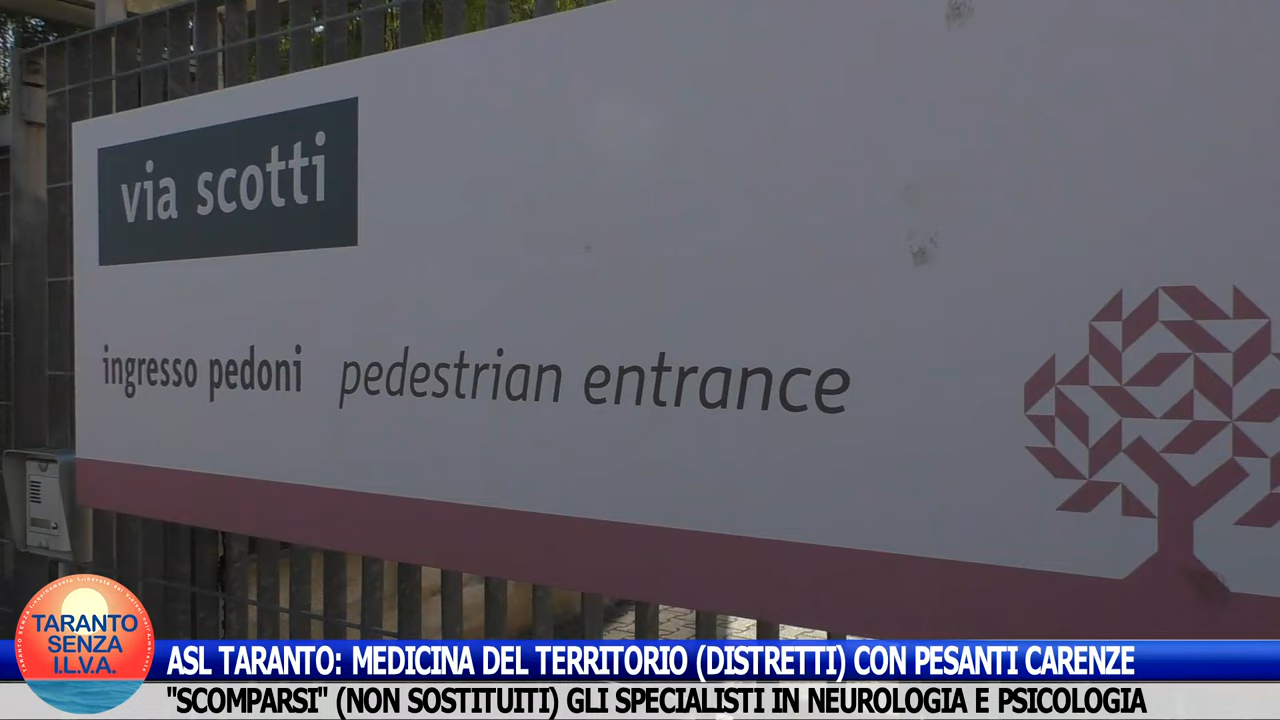 via scotti
ingresso pedoni pedestrian entrance
TARANTO
SENZA
I.L.V.A.
ASL TARANTO: MEDICINA DEL TERRITORIO (DISTRETTI) CON PESANTI CARENZE
"SCOMPARSI" (NON SOSTITUITI) GLI SPECIALISTI IN NEUROLOGIA E PSICOLOGIA